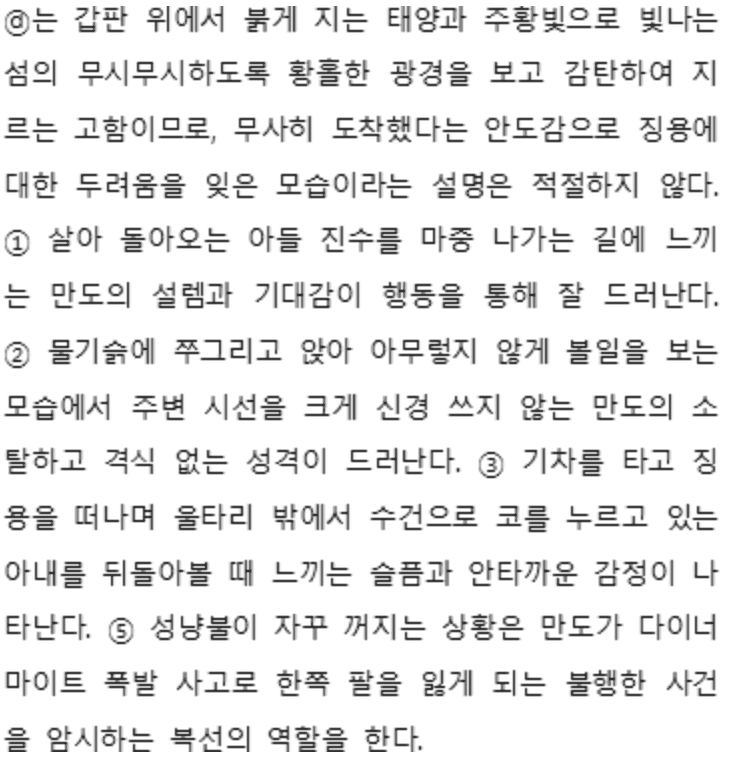 ⓓ는 갑판 위에서 붉게 지는 태양과 주황빛으로 빛나는
섬의 무시무시하도록 황홀한 광경을 보고 감탄하여 지
르는 고함이므로, 무사히 도착했다는 안도감으로 징용에
대한 두려움을 잊은 모습이라는 설명은 적절하지 않다.
① 살아 돌아오는 아들 진수를 마중 나가는 길에 느끼
는 만도의 설렘과 기대감이 행동을 통해 잘 드러난다.
② 물기슭에 쭈그리고 앉아 아무렇지 않게 볼일을 보는
모습에서 주변 시선을 크게 신경 쓰지 않는 만도의 소
탈하고 격식 없는 성격이 드러난다. ③ 기차를 타고 징
용을 떠나며 울타리 밖에서 수건으로 코를 누르고 있는
아내를 뒤돌아볼 때 느끼는 슬픔과 안타까운 감정이 나
타난다. ⑤ 성냥불이 자꾸 꺼지는 상황은 만도가 다이너
마이트 폭발 사고로 한쪽 팔을 잃게 되는 불행한 사건
을 암시하는 복선의 역할을 한다.